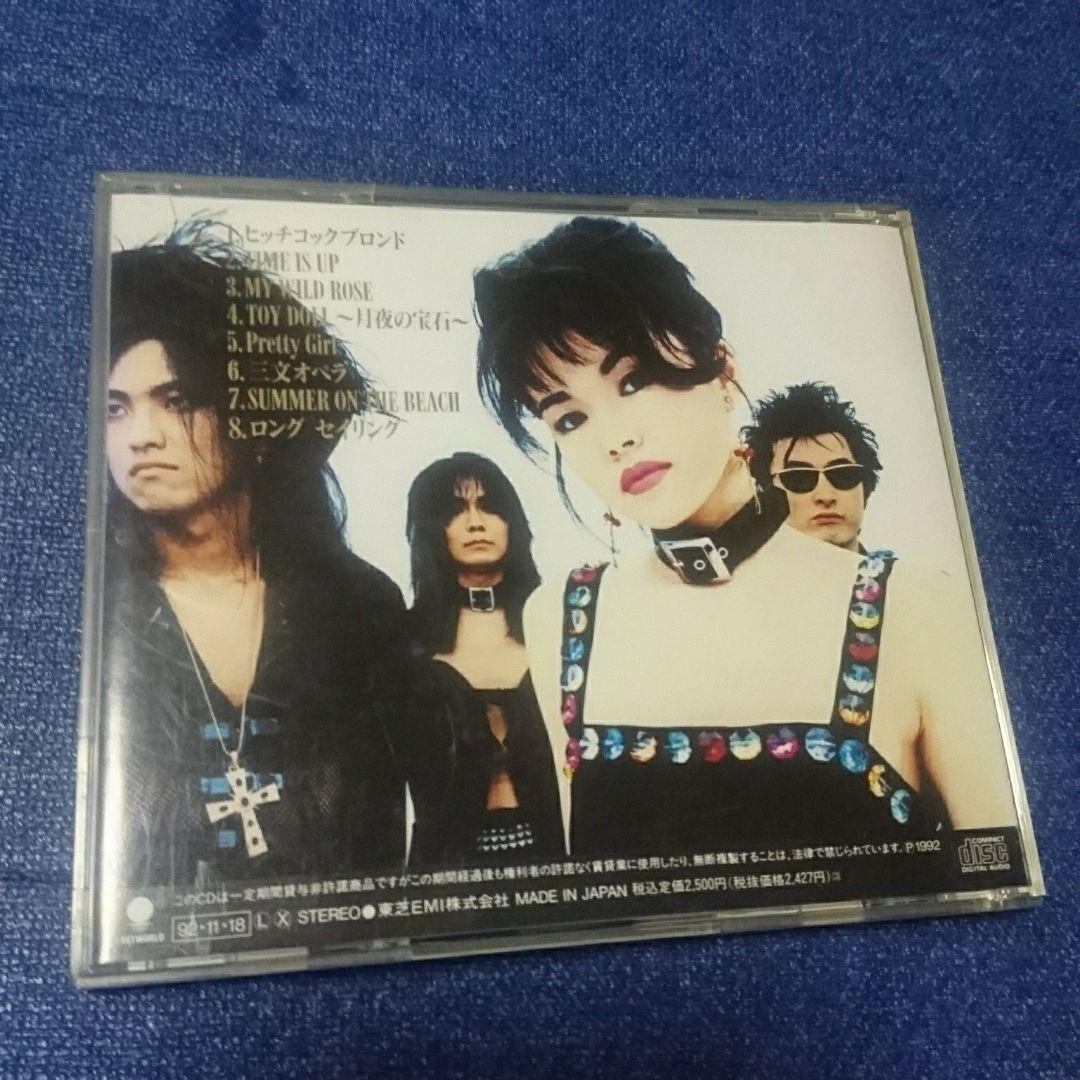 1.ヒッチコックブロンド
2.TIME IS UP
3.MY WILD ROSE
4.TOY DOLL〜月夜の宝石〜
5.Pretty Girl
6.三文オペラ
7.SUMMER ON THE BEACH
8.ロング セイリング
このCDは一定期間貸与非許諾商品ですがこの期間経過後も権利者の許諾なく賃貸業に使用したり、無断複製することは、法律で禁じられています。P1992
92・11・18 L X STEREO●東芝EMI株式会社 MADE IN JAPAN 税込定価2,500円(税抜価格2,427円)
COMPACT
disc
DIGITAL AUDIO